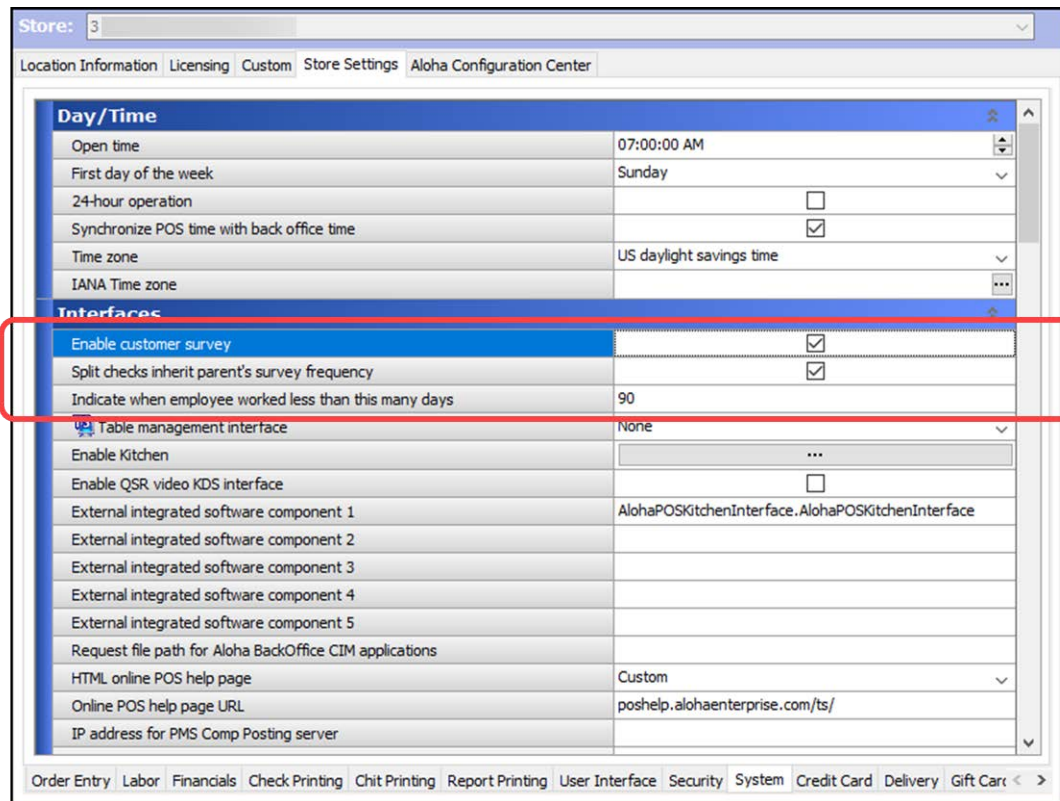 Store: 3
Location Information Licensing Custom Store Settings Aloha Configuration Center
Day/Time
Open time 07:00:00 AM
First day of the week Sunday
24-hour operation
Synchronize POS time with back office time
Time zone US daylight savings time
IANA Time zone ...
Interfaces
Enable customer survey
Split checks inherit parent's survey frequency
Indicate when employee worked less than this many days 90
Table management interface None
Enable Kitchen ...
Enable QSR video KDS interface
External integrated software component 1 AlohaPOSKitchenInterface.AlohaPOSKitchenInterface
External integrated software component 2
External integrated software component 3
External integrated software component 4
External integrated software component 5
Request file path for Aloha BackOffice CIM applications
HTML online POS help page Custom
Online POS help page URL poshelp.alohaenterprise.com/ts/
IP address for PMS Comp Posting server
Order Entry Labor Financials Check Printing Chit Printing Report Printing User Interface Security System Credit Card Delivery Gift Card